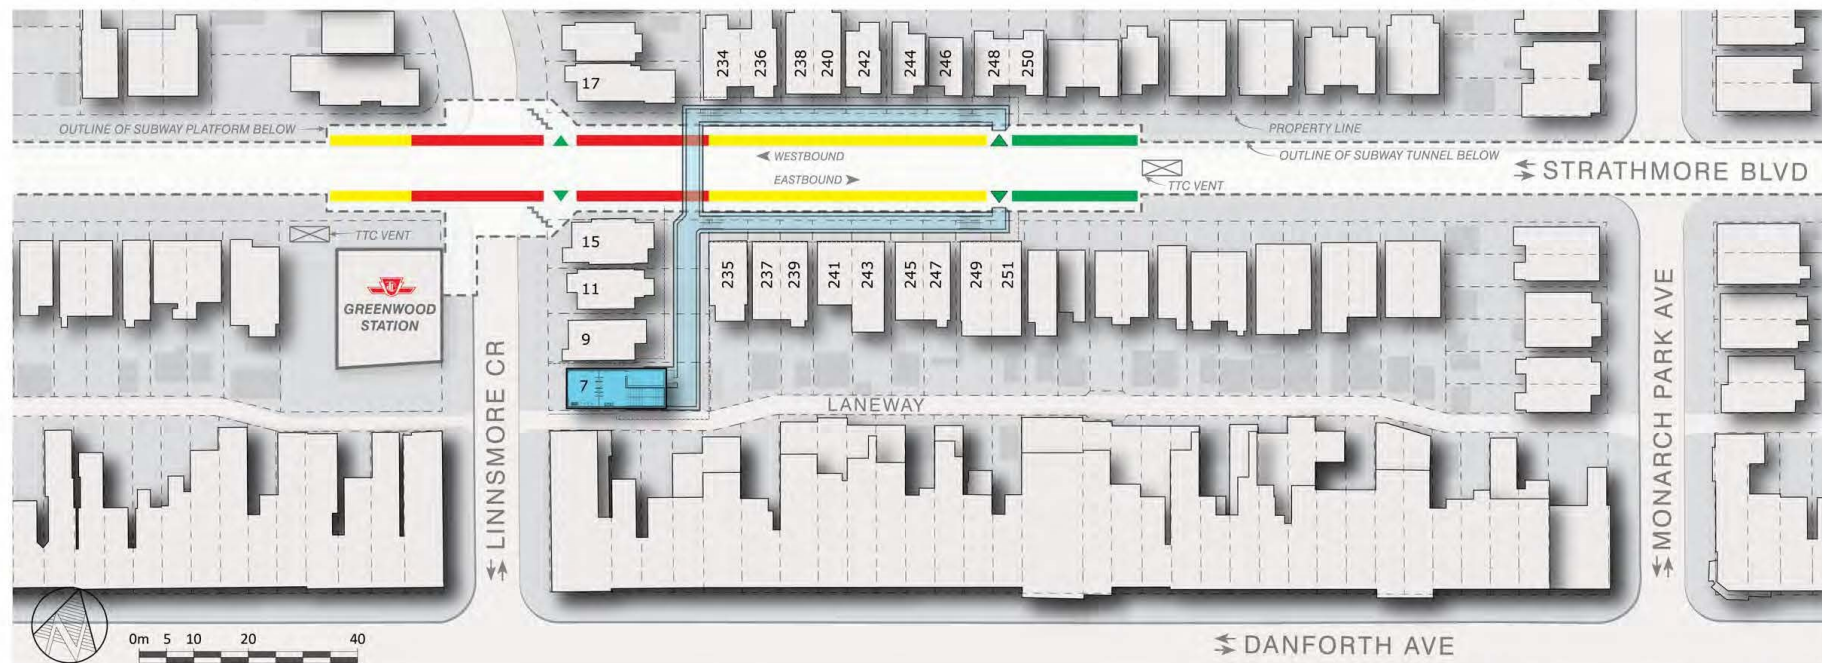 234
236
238
240
242
244
246
248
250
17
OUTLINE OF SUBWAY PLATFORM BELOW
PROPERTY LINE
WESTBOUND
OUTLINE OF SUBWAY TUNNEL BELOW
EASTBOUND
STRATHMORE BLVD
TTC VENT
TTC VENT
15
11
9
7
235
237
239
241
243
245
247
249
251
GREENWOOD
STATION
LANEWAY
LINNSMORE CR
MONARCH PARK AVE
N
0m 5 10 20 40
DANFORTH AVE